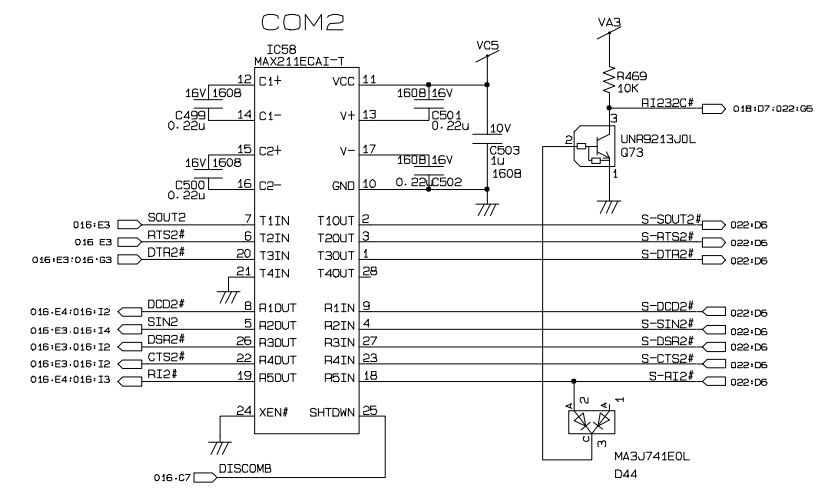 COM2
IC58
MAX211ECAI-T
VC5
VA3
R469
10K
RI232C# 018:D7:022:G5
12 C1+ VCC 11
16V 1608
C499
0.22u
14 C1- V+ 13
1608 16V
C501
0.22u
10V
C503
1u
1608
3
2
UNR9213J0L
Q73
1
15 C2+ V- 17
16V 1608
C500
0.22u
16 C2- GND 10
1608 16V
0.22u C502
016:E3 SOUT2 7 T1IN T1OUT 2 S-SOUT2# 022:D6
016 E3 RTS2# 6 T2IN T2OUT 3 S-RTS2# 022:D6
016:E3:016:G3 DTR2# 20 T3IN T3OUT 1 S-DTR2# 022:D6
21 T4IN T4OUT 28
016:E4:016:I2 DCD2# 8 R1OUT R1IN 9 S-DCD2# 022:D6
016:E3:016:I4 SIN2 5 R2OUT R2IN 4 S-SIN2# 022:D6
016:E3:016:I2 DSR2# 26 R3OUT R3IN 27 S-DSR2# 022:D6
016:E3:016:I2 CTS2# 22 R4OUT R4IN 23 S-CTS2# 022:D6
016:E4:016:I3 RI2# 19 R5OUT R5IN 18 S-RI2# 022:D6
24 XEN# SHTDWN 25
A 2 A 1
C 3
MA3J741E0L
D44
016:C7 DISCOMB